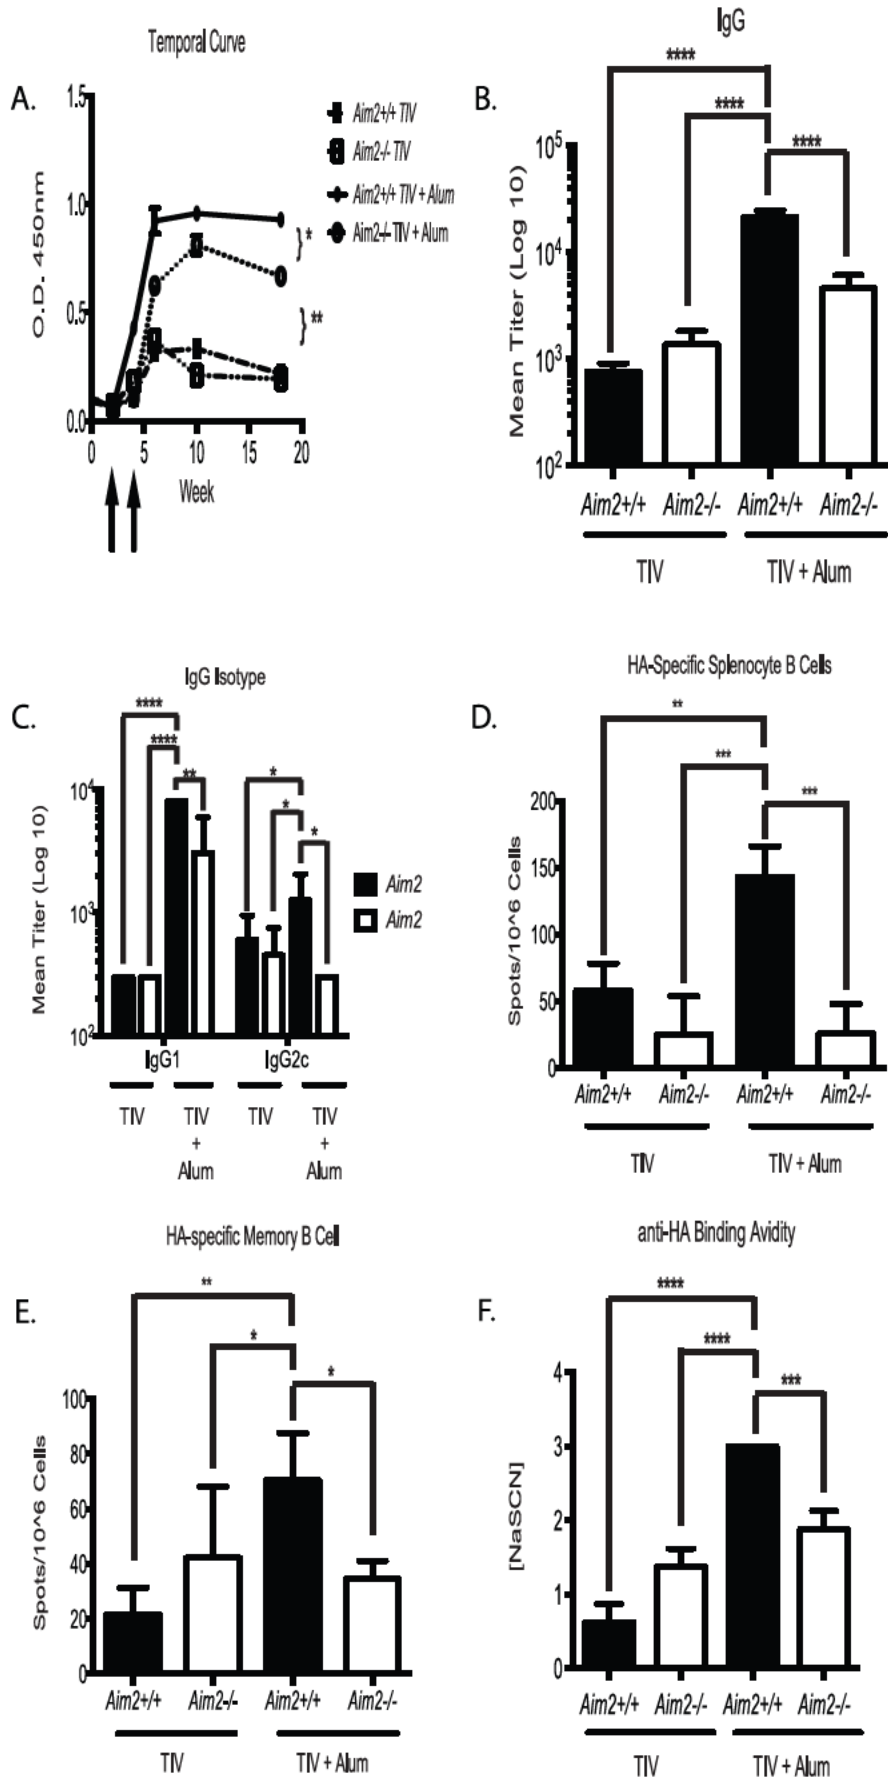 Temporal Curve
A.
O.D. 450nm
1.5
1.0
0.5
0.0
0 5 10 15 20
Week
Aim2+/+ TIV
Aim2-/- TIV
Aim2+/+ TIV + Alum
Aim2-/- TIV + Alum
*
**
IgG
B.
****
****
****
Mean Titer (Log 10)
10^5
10^4
10^3
10^2
Aim2+/+ Aim2-/- Aim2+/+ Aim2-/-
TIV TIV + Alum
IgG Isotype
C.
****
****
**
*
*
*
Mean Titer (Log 10)
10^4
10^3
10^2
Aim2
Aim2
IgG1 IgG2c
TIV TIV TIV TIV
+ +
Alum Alum
HA-Specific Splenocyte B Cells
D.
**
***
***
Spots/10^6 Cells
200
150
100
50
0
Aim2+/+ Aim2-/- Aim2+/+ Aim2-/-
TIV TIV + Alum
HA-specific Memory B Cell
E.
**
*
*
Spots/10^6 Cells
100
80
60
40
20
0
Aim2+/+ Aim2-/- Aim2+/+ Aim2-/-
TIV TIV + Alum
anti-HA Binding Avidity
F.
****
****
***
[NaSCN]
4
3
2
1
0
Aim2+/+ Aim2-/- Aim2+/+ Aim2-/-
TIV TIV + Alum